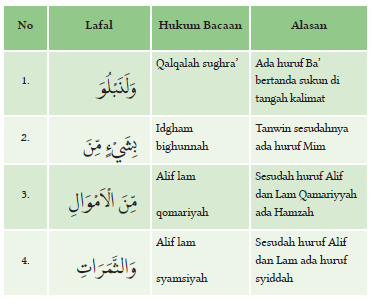 No Lafal Hukum Bacaan Alasan
1. وَلَنَبْلُوَ Qalqalah sughra’ Ada huruf Ba’
bertanda sukun di
tangah kalimat
2. بِشَيْءٍ مِّنَ Idgham
bighunnah
Tanwin sesudahnya
ada huruf Mim
3. مِّنَ الْاَمْوَالِ Alif lam
qomariyah
Sesudah huruf Alif
dan Lam Qamariyyah
ada Hamzah
4. وَالثَّمَرَاتِ Alif lam
syamsiyah
Sesudah huruf Alif
dan Lam ada huruf
syiddah